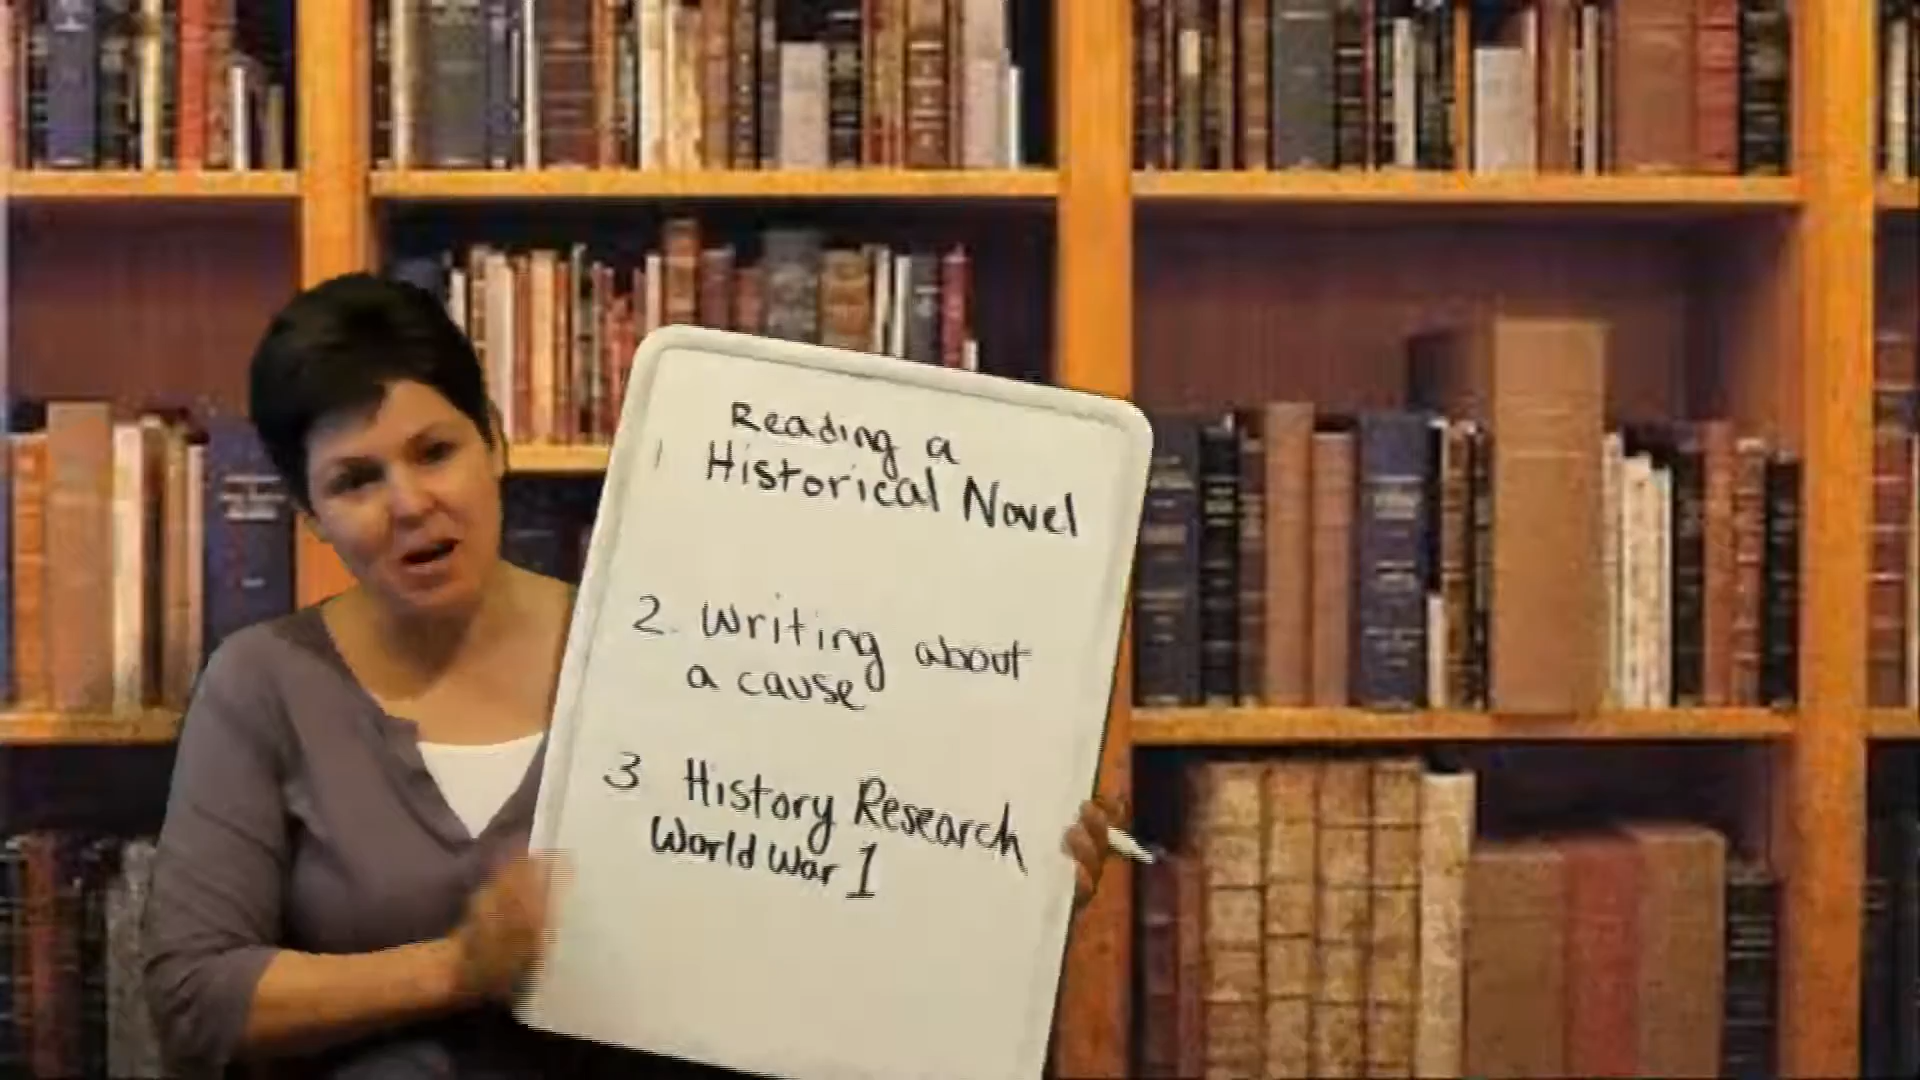 Reading a
1 Historical Novel
2. Writing about
a cause
3 History Research
World War 1